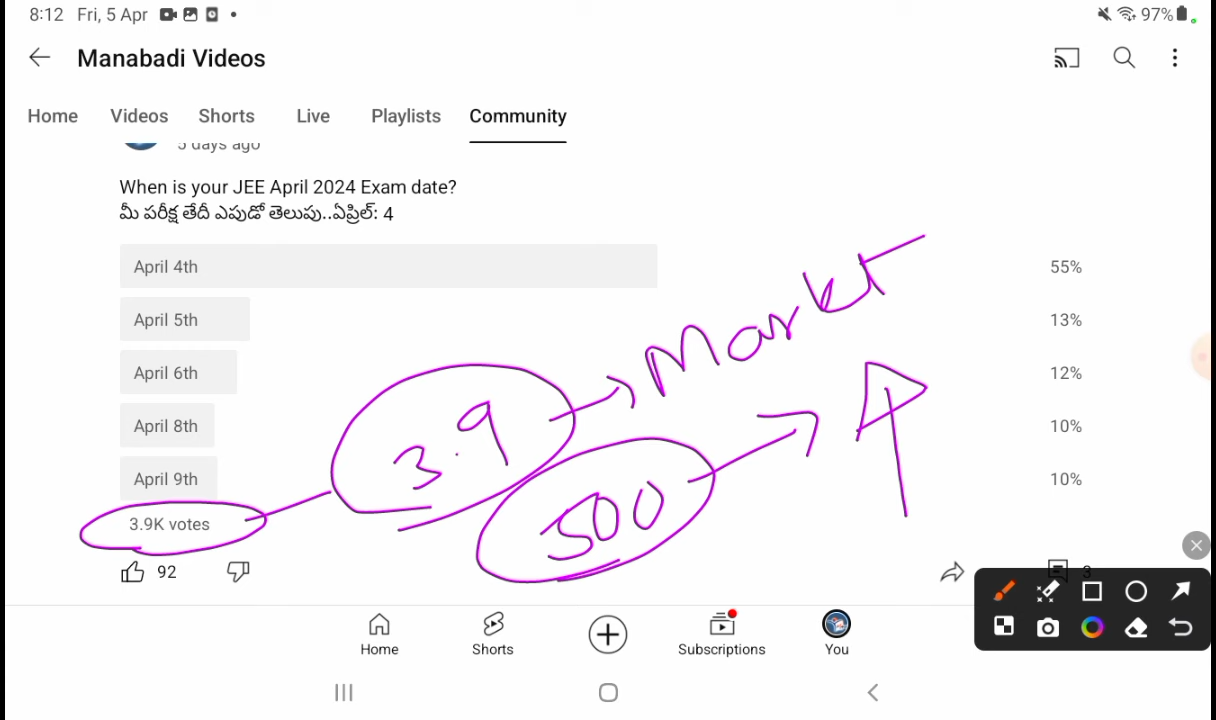 8:12 Fri, 5 Apr 97%
Manabadi Videos
Home Videos Shorts Live Playlists Community
5 days ago
When is your JEE April 2024 Exam date?
మీ పరీక్ష తేదీ ఎపుడో తెలుపు..ఏప్రిల్: 4
April 4th 55%
April 5th 13%
April 6th 12%
April 8th 10%
April 9th 10%
3.9K votes
Market
3.9
500
92
3
Home Shorts Subscriptions You